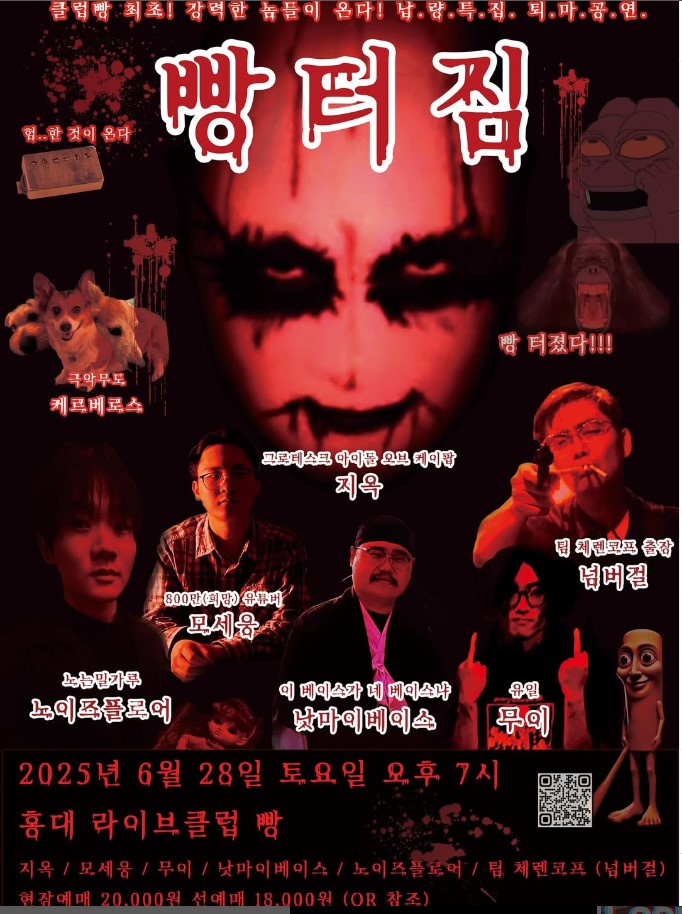 클럽빵 최초! 강력한 놈들이 온다! 납.량.특.집. 퇴.마.공.연.
빵 터 짐
험..한 것이 온다
빵 터졌다!!!
극악무도
케르베로스
그로테스크 아이돌 오브 케이팝
지옥
팁 체렌코프 출장
넘버걸
800만(희망) 유튜버
모세웅
노는밀가루
노이즈플로어
이 베이스가 네 베이스냐
낫마이베이스
유일
무이
2025년 6월 28일 토요일 오후 7시
홍대 라이브클럽 빵
지옥 / 모세웅 / 무이 / 낫마이베이스 / 노이즈플로어 / 팁 체렌코프 (넘버걸)
현장예매 20,000원 선예매 18,000원 (QR 참조)